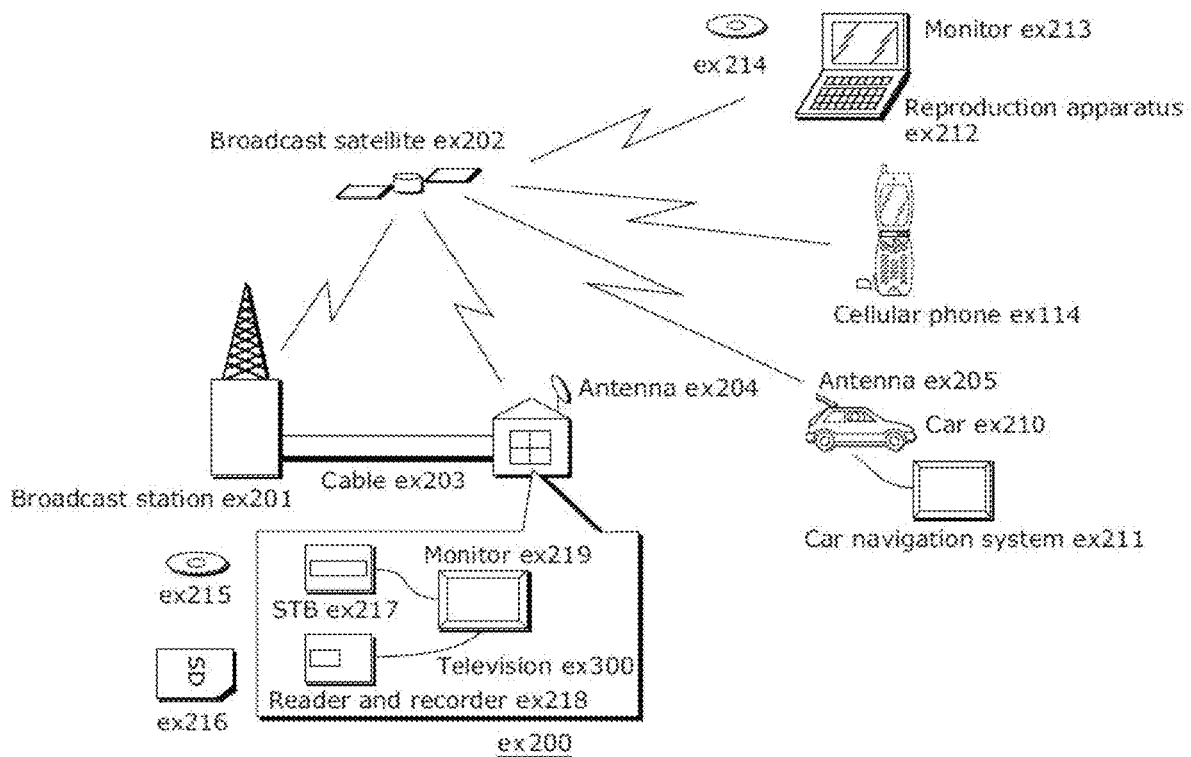 Monitor ex213
ex214
Reproduction apparatus
ex212
Broadcast satellite ex202
Cellular phone ex114
Antenna ex204
Antenna ex205
Car ex210
Cable ex203
Broadcast station ex201
Car navigation system ex211
Monitor ex219
ex215
STB ex217
SD
Television ex300
Reader and recorder ex218
ex216
ex200